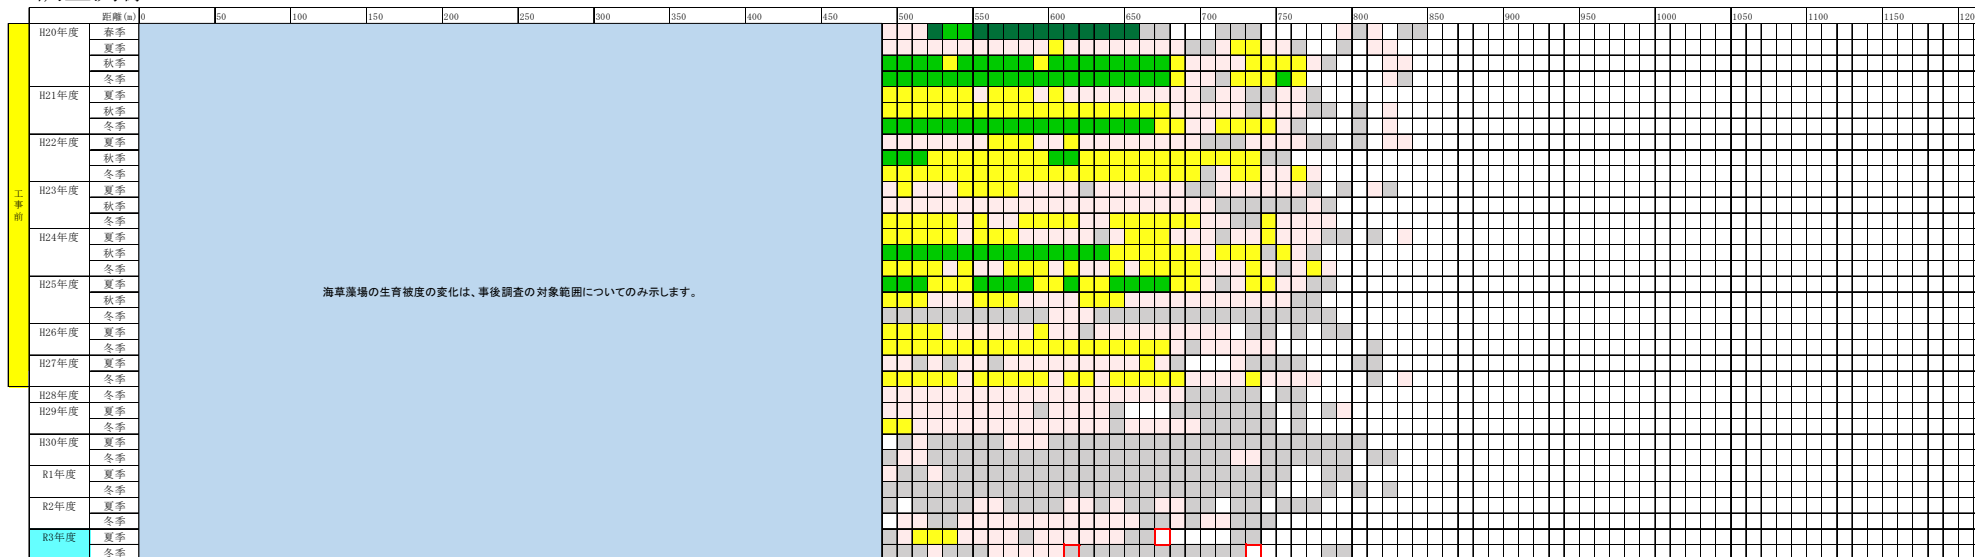 距離(m) 0 50 100 150 200 250 300 350 400 450 500 550 600 650 700 750 800 850 900 950 1000 1050 1100 1150 120
H20年度 春季
夏季
秋季
冬季
H21年度 夏季
秋季
冬季
H22年度 夏季
秋季
冬季
工事前
H23年度 夏季
秋季
冬季
H24年度 夏季
秋季
冬季
H25年度 夏季
海草藻場の生育被度の変化は、事後調査の対象範囲についてのみ示します。
秋季
冬季
H26年度 夏季
冬季
H27年度 夏季
冬季
H28年度 冬季
H29年度 夏季
冬季
H30年度 夏季
冬季
R1年度 夏季
冬季
R2年度 夏季
冬季
R3年度 夏季
冬季